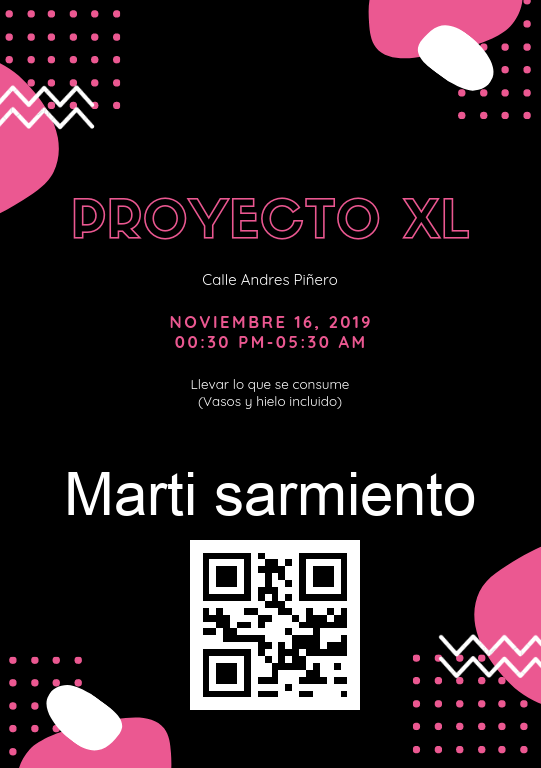 PROYECTO XL
Calle Andres Piñero
NOVIEMBRE 16, 2019
00:30 PM-05:30 AM
Llevar lo que se consume
(Vasos y hielo incluido)
Marti sarmiento